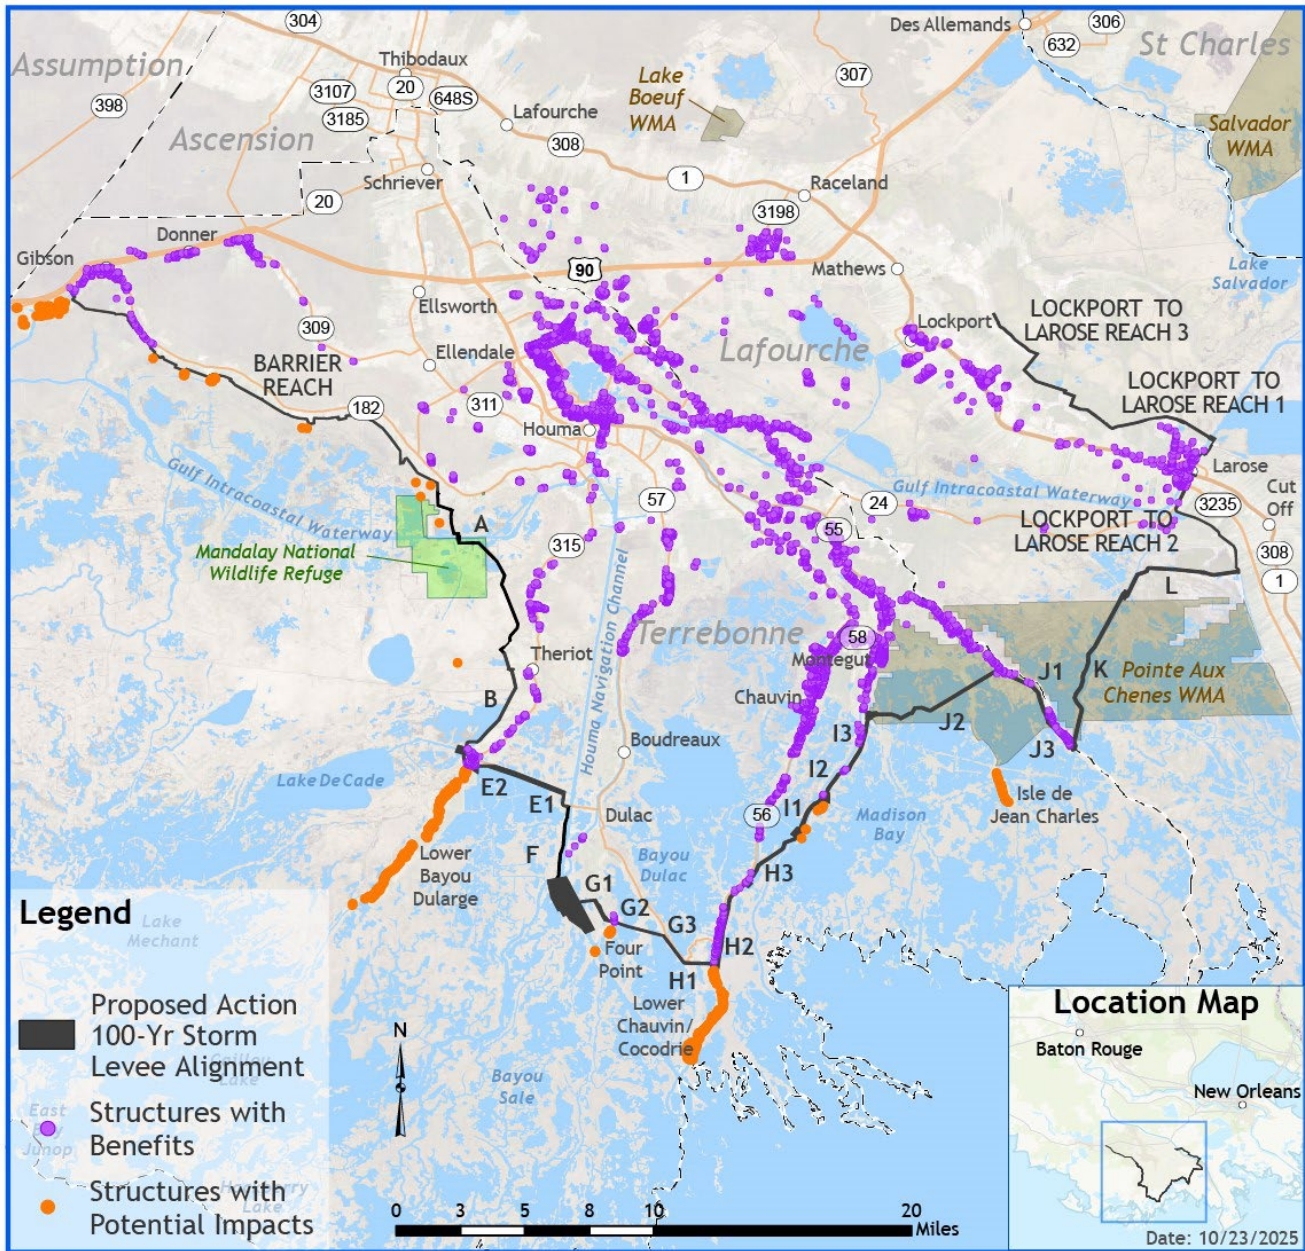 304
Des Allemands
306
632
St Charles
Assumption
Thibodaux
3107
20
648S
Lake
Boeuf
WMA
307
398
3185
Lafourche
Salvador
WMA
Ascension
308
Schriever
1
Raceland
20
3198
Donner
Gibson
90
Mathews
Lake
Salvador
Ellsworth
LOCKPORT TO
LAROSE REACH 3
309
Lockport
Ellendale
Lafourche
BARRIER
REACH
LOCKPORT TO
LAROSE REACH 1
182
311
Houma
Larose
Gulf Intracoastal Waterway
Gulf Intracoastal Waterway
Cut
Off
57
24
3235
A
LOCKPORT TO
LAROSE REACH 2
55
315
308
Mandalay National
Wildlife Refuge
1
L
Houma Navigation Channel
Terrebonne
58
Theriot
Montegut
J1
K
Pointe Aux
Chenes WMA
B
Chauvin
J2
I3
J3
Boudreaux
Lake De Cade
E2
I2
E1
I1
Isle de
Jean Charles
Dulac
56
Madison
Bay
F
Lower
Bayou
Dularge
Bayou
Dulac
H3
G1
G2
G3
H2
Four
Point
H1
Lower
Chauvin/
Cocodrie
Legend
Lake
Mechant
Proposed Action
100-Yr Storm
Levee Alignment
Lake
Structures with
Benefits
East
Bay
Junop
Structures with
Potential Impacts
Lake
N
Bayou
Sale
0 3 5 8 10 20
Miles
Location Map
Baton Rouge
New Orleans
Date: 10/23/2025